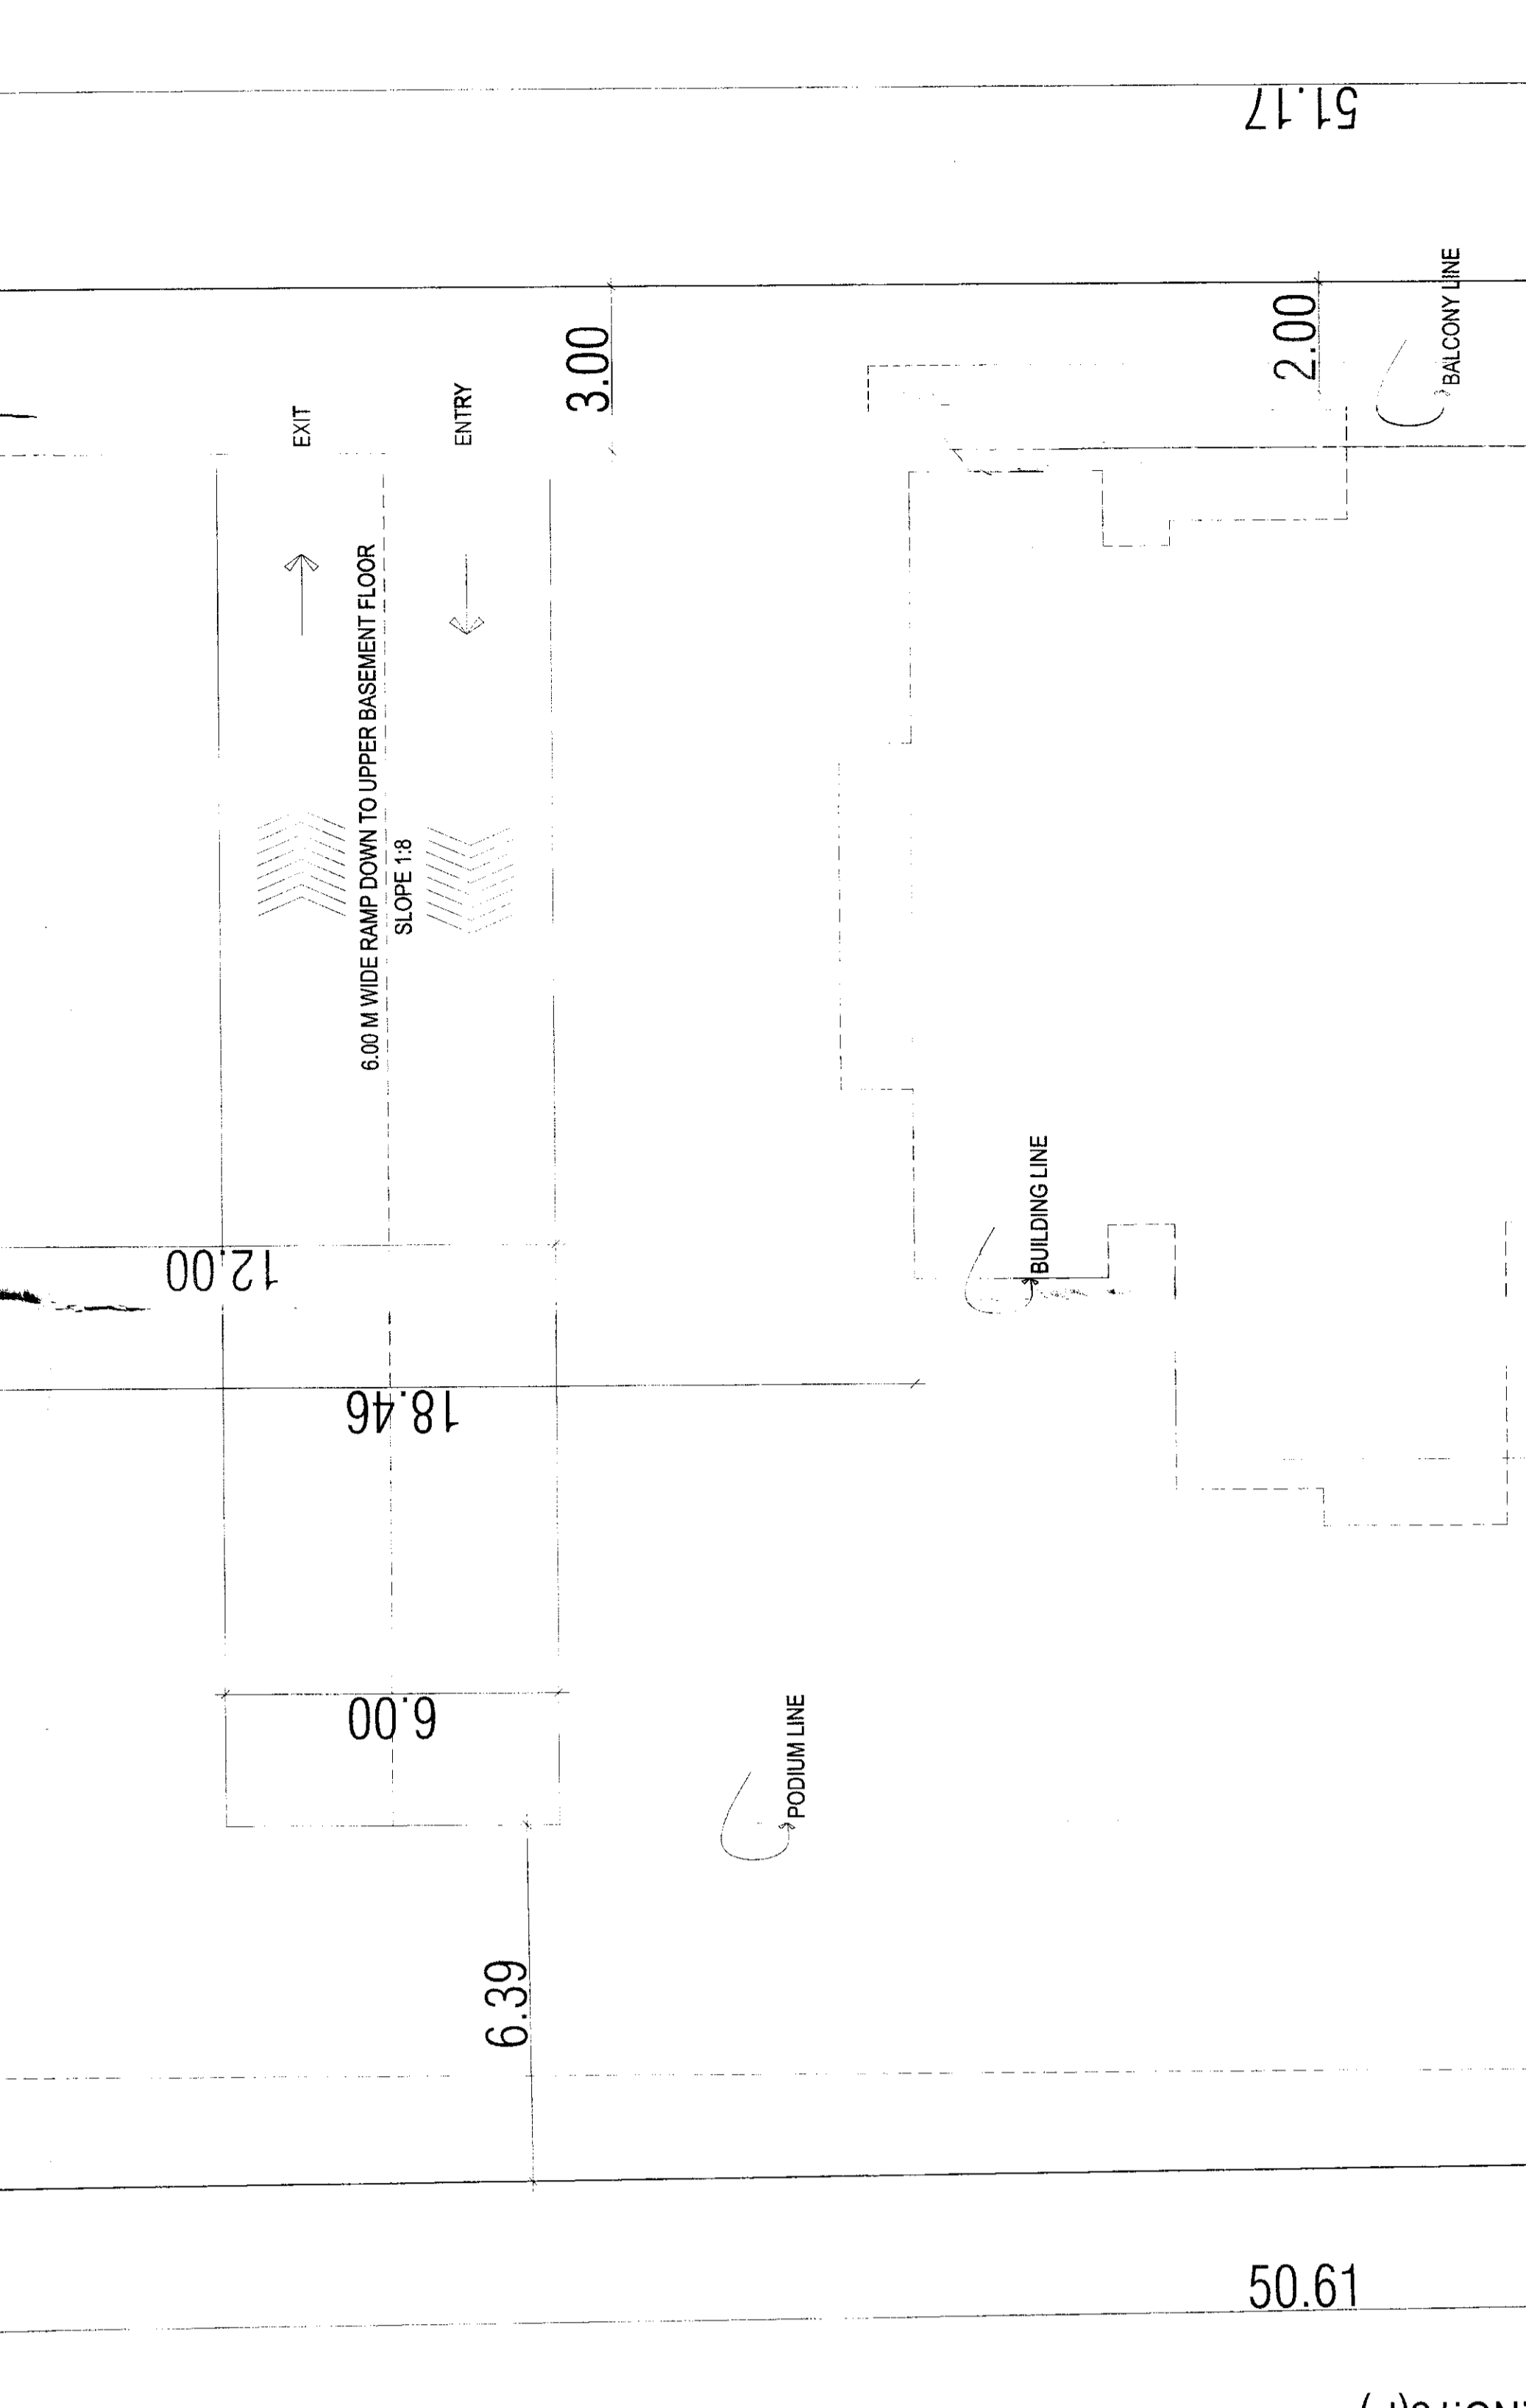 51.17
BALCONY LINE
2.00
3.00
EXIT
ENTRY
6.00 M WIDE RAMP DOWN TO UPPER BASEMENT FLOOR
SLOPE 1:8
BUILDING LINE
12.00
18.46
6.00
PODIUM LINE
6.39
50.61